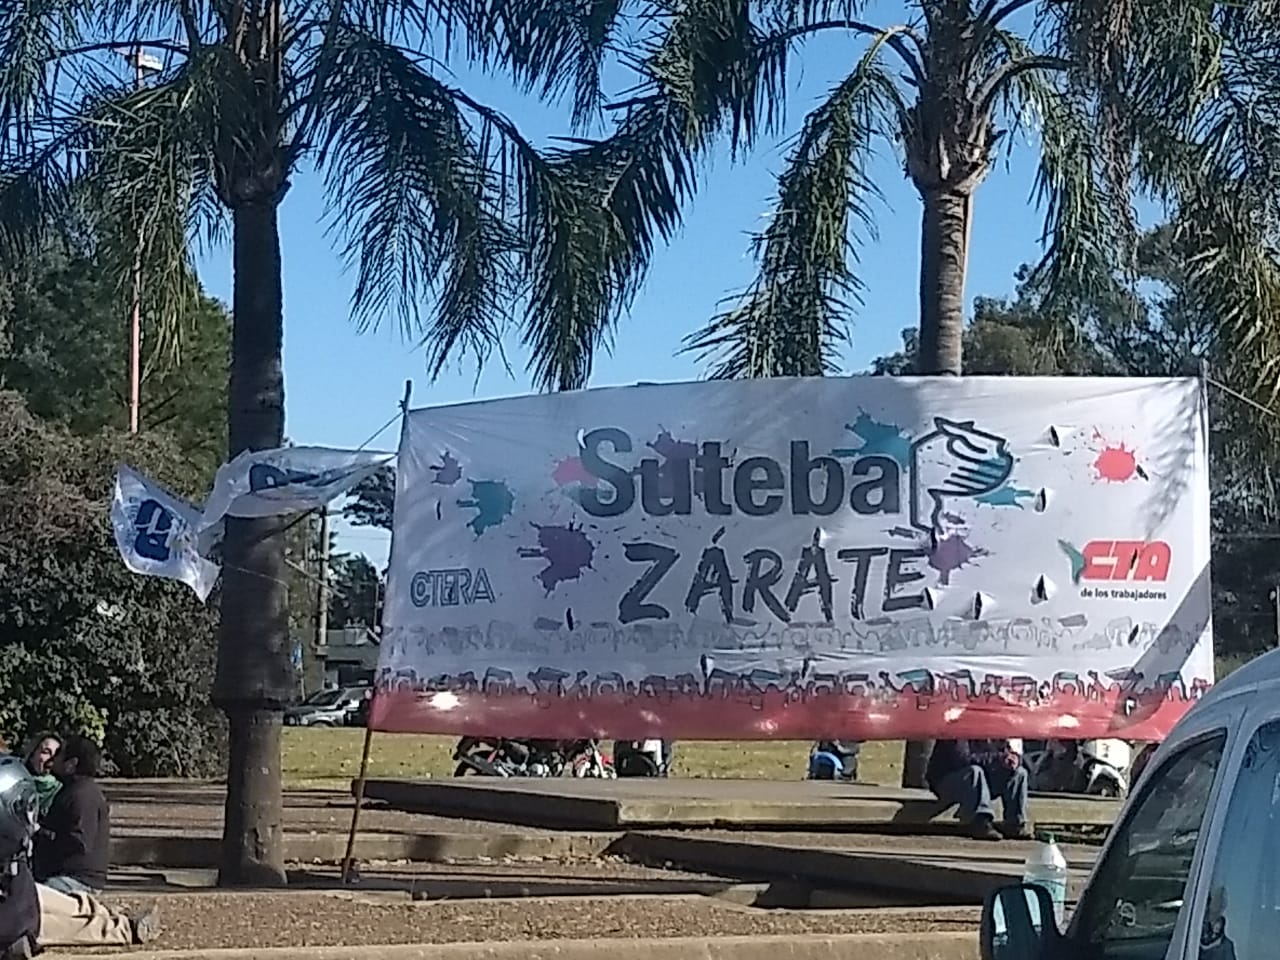 Suteba
ZÁRATE
CTERA
CTA
de los trabajadores